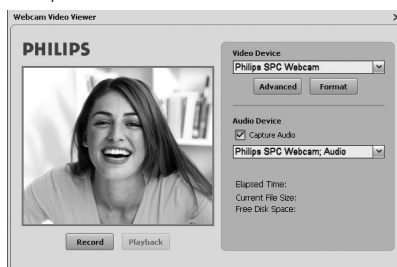 Webcam Video Viewer
PHILIPS
Record
Playback
Video Device
Philips SPC Webcam
Advanced
Format
Audio Device
Capture Audio
Philips SPC Webcam; Audio
Elapsed Time:
Current File Size:
Free Disk Space: